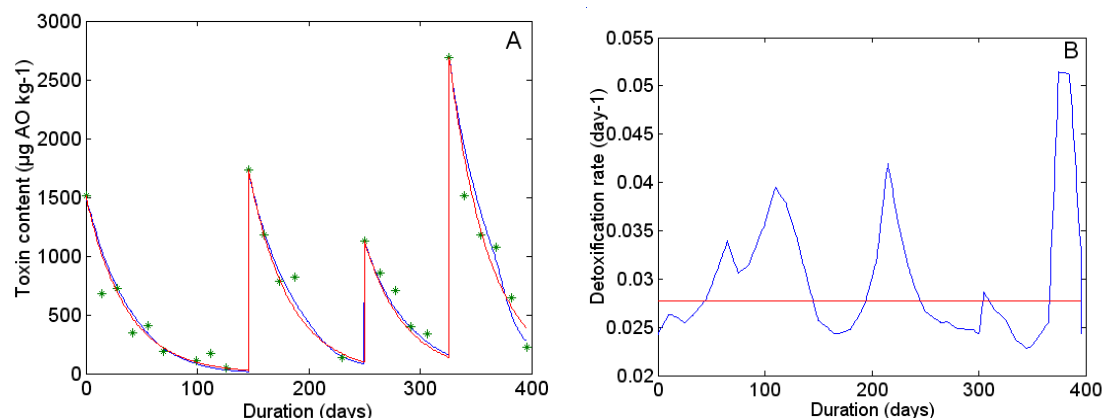 A
Toxin content (µg AO kg-1)
3000
2500
2000
1500
1000
500
0
0 100 200 300 400
Duration (days)
B
Detoxification rate (day-1)
0.055
0.05
0.045
0.04
0.035
0.03
0.025
0.02
0 100 200 300 400
Duration (days)